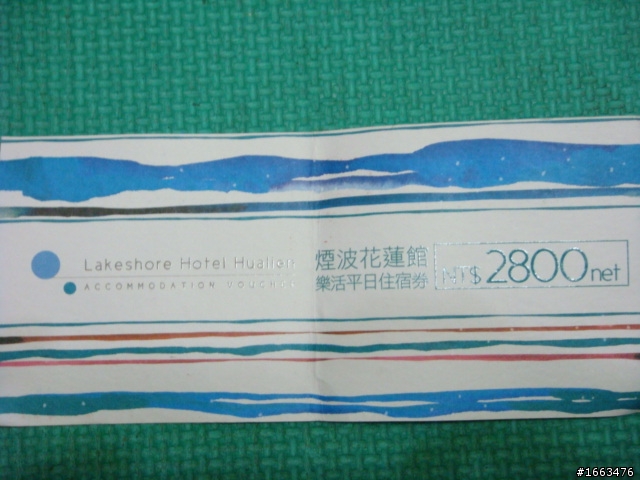 Lakeshore Hotel Hualien
ACCOMMODATION VOUCHER
煙波花蓮館
樂活平日住宿券
NT$2800net
#1663476